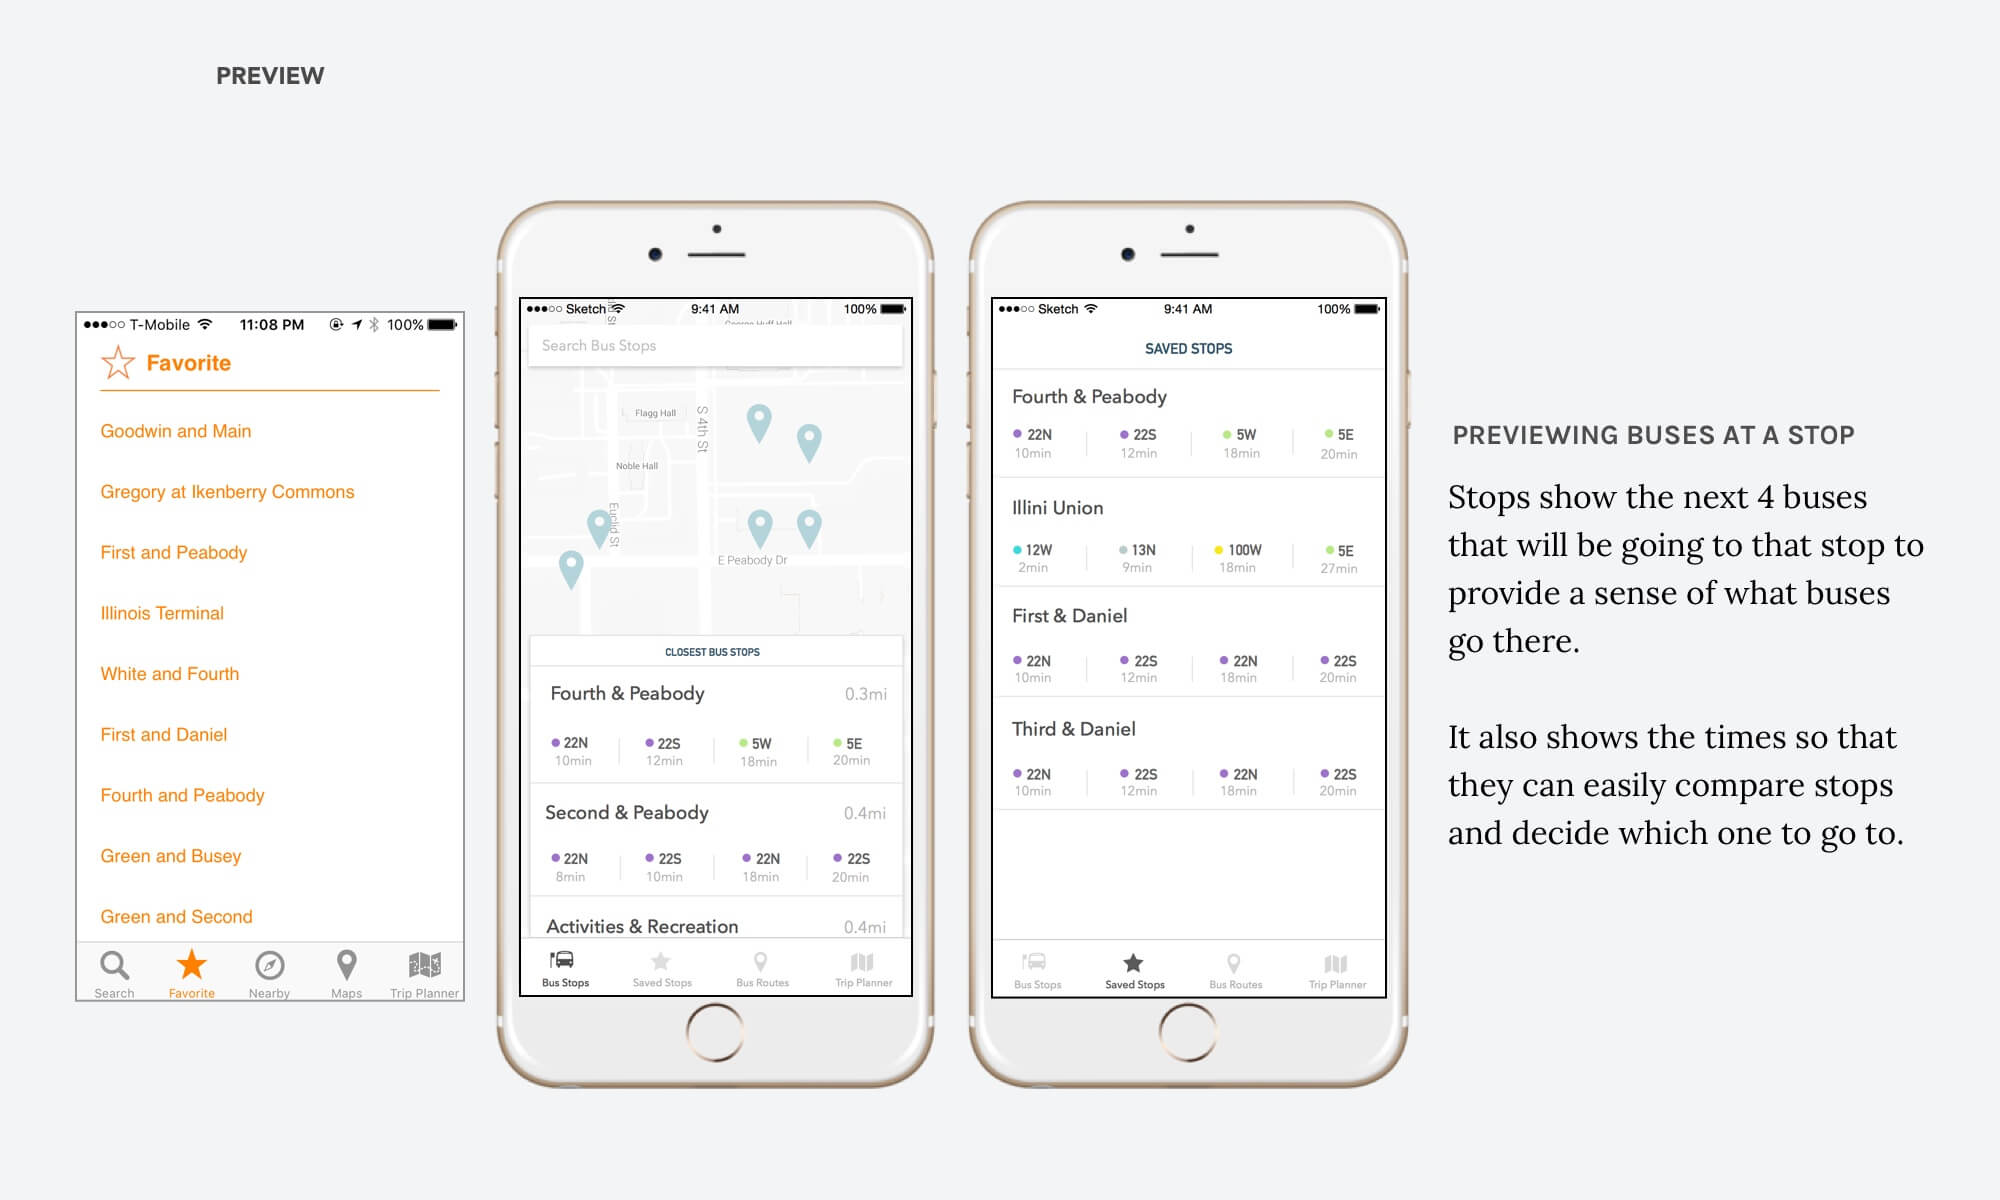 PREVIEW
●●●○○ T-Mobile 11:08 PM 100%
Favorite
Goodwin and Main
Gregory at Ikenberry Commons
First and Peabody
Illinois Terminal
White and Fourth
First and Daniel
Fourth and Peabody
Green and Busey
Green and Second
Search Favorite Nearby Maps Trip Planner
●●●○○ Sketch 9:41 AM 100%
Search Bus Stops
Flagg Hall
S 4th St
Noble Hall
Euclid St
E Peabody Dr
CLOSEST BUS STOPS
Fourth & Peabody 0.3mi
22N 22S 5W 5E
10min 12min 18min 20min
Second & Peabody 0.4mi
22N 22S 22N 22S
8min 10min 18min 20min
Activities & Recreation 0.4mi
Bus Stops Saved Stops Bus Routes Trip Planner
●●●○○ Sketch 9:41 AM 100%
SAVED STOPS
Fourth & Peabody
22N 22S 5W 5E
10min 12min 18min 20min
Illini Union
12W 13N 100W 5E
2min 9min 18min 27min
First & Daniel
22N 22S 22N 22S
10min 12min 18min 20min
Third & Daniel
22N 22S 22N 22S
10min 12min 18min 20min
Bus Stops Saved Stops Bus Routes Trip Planner
PREVIEWING BUSES AT A STOP
Stops show the next 4 buses
that will be going to that stop to
provide a sense of what buses
go there.
It also shows the times so that
they can easily compare stops
and decide which one to go to.